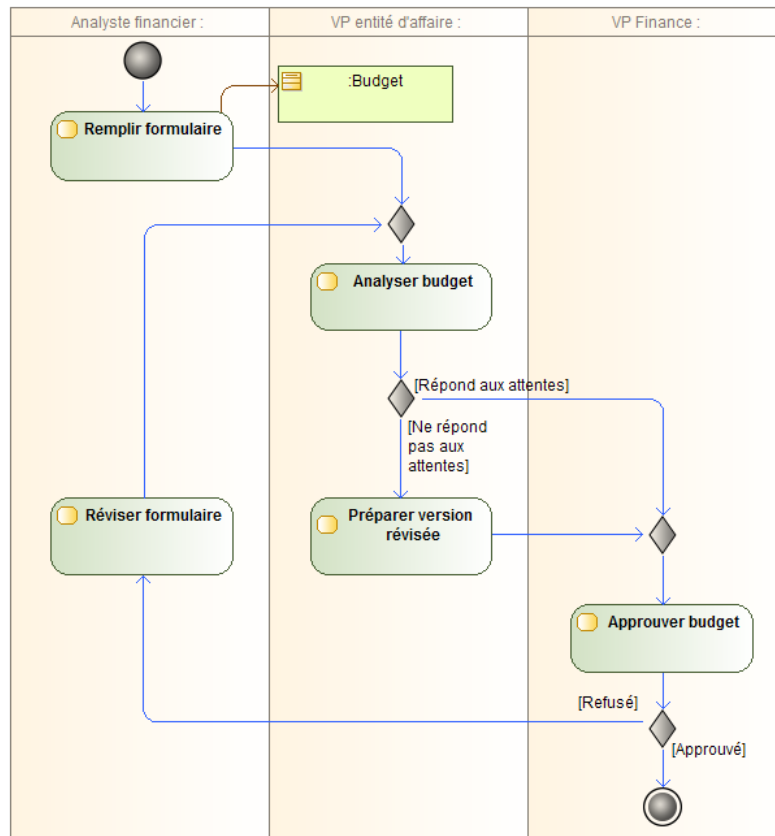 Analyste financier :
VP entité d'affaire :
VP Finance :
:Budget
Remplir formulaire
Analyser budget
[Répond aux attentes]
[Ne répond
pas aux
attentes]
Réviser formulaire
Préparer version
révisée
Approuver budget
[Refusé]
[Approuvé]